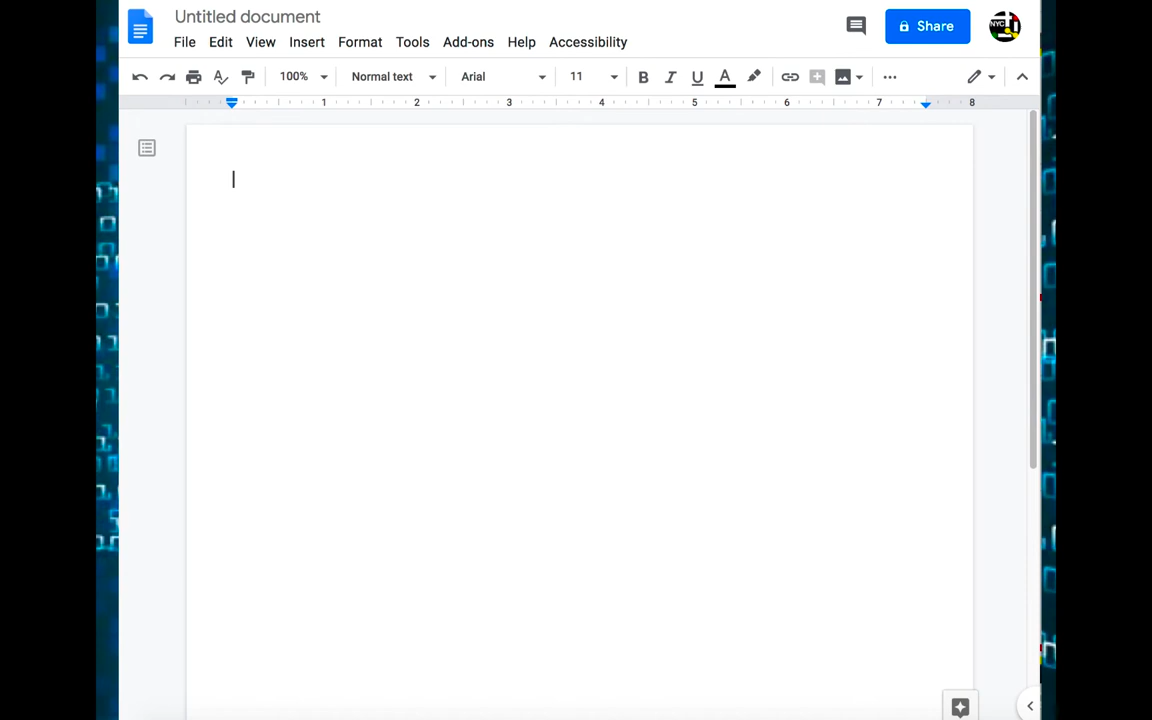 Untitled document
File Edit View Insert Format Tools Add-ons Help Accessibility
Share
NYC
100% Normal text Arial 11 B I U A
1 2 3 4 5 6 7 8